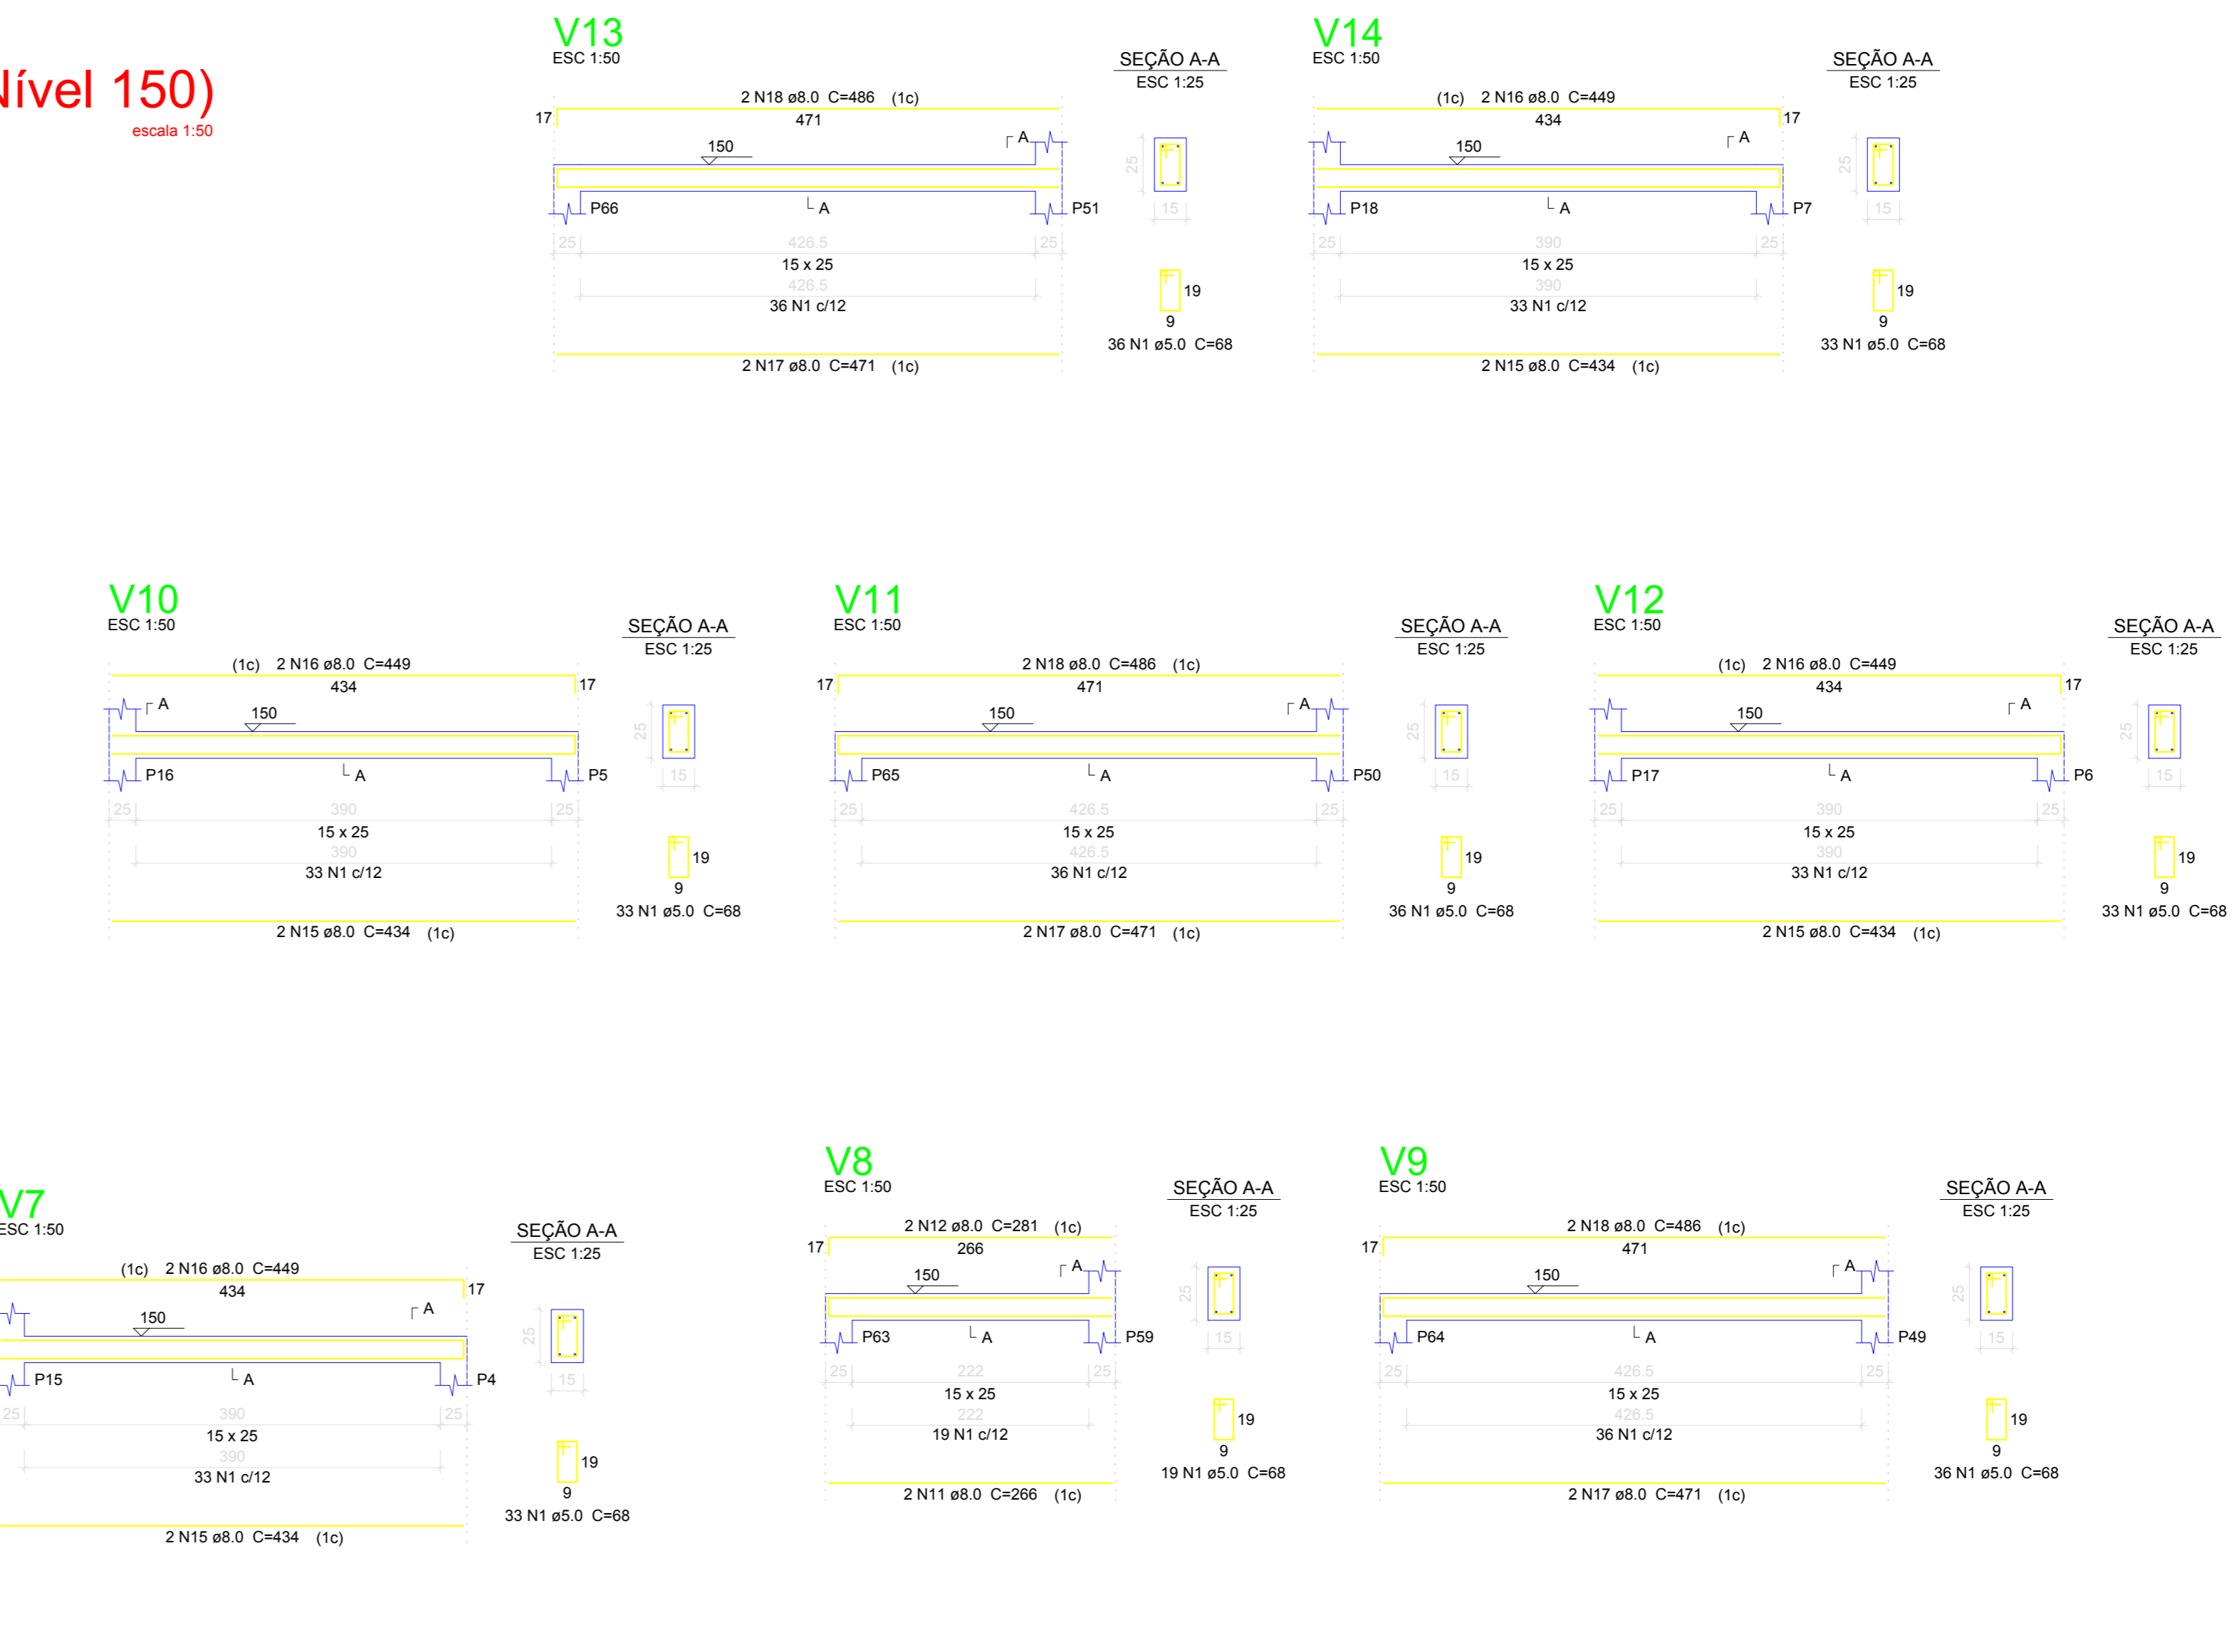 Nível 150)
escala 1:50
V13
ESC 1:50
SEÇÃO A-A
ESC 1:25
2 N18 ø8.0 C=486 (1c)
17
471
A
150
25
P66
A
P51
15
25
426.5
25
15 x 25
426.5
19
36 N1 c/12
9
36 N1 ø5.0 C=68
2 N17 ø8.0 C=471 (1c)
V14
ESC 1:50
SEÇÃO A-A
ESC 1:25
(1c) 2 N16 ø8.0 C=449
434
17
A
150
25
P18
A
P7
15
25
390
25
15 x 25
390
19
33 N1 c/12
9
33 N1 ø5.0 C=68
2 N15 ø8.0 C=434 (1c)
V10
ESC 1:50
SEÇÃO A-A
ESC 1:25
(1c) 2 N16 ø8.0 C=449
434
17
A
150
25
P16
A
P5
15
25
390
25
15 x 25
390
19
33 N1 c/12
9
33 N1 ø5.0 C=68
2 N15 ø8.0 C=434 (1c)
V11
ESC 1:50
SEÇÃO A-A
ESC 1:25
2 N18 ø8.0 C=486 (1c)
17
471
A
150
25
P65
A
P50
15
25
426.5
25
15 x 25
426.5
19
36 N1 c/12
9
36 N1 ø5.0 C=68
2 N17 ø8.0 C=471 (1c)
V12
ESC 1:50
SEÇÃO A-A
ESC 1:25
(1c) 2 N16 ø8.0 C=449
434
17
A
150
25
P17
A
P6
15
25
390
25
15 x 25
390
19
33 N1 c/12
9
33 N1 ø5.0 C=68
2 N15 ø8.0 C=434 (1c)
V7
ESC 1:50
SEÇÃO A-A
ESC 1:25
(1c) 2 N16 ø8.0 C=449
434
17
A
150
25
P15
A
P4
15
25
390
25
15 x 25
390
19
33 N1 c/12
9
33 N1 ø5.0 C=68
2 N15 ø8.0 C=434 (1c)
V8
ESC 1:50
SEÇÃO A-A
ESC 1:25
2 N12 ø8.0 C=281 (1c)
17
266
A
150
25
P63
A
P59
15
25
222
25
15 x 25
222
19
19 N1 c/12
9
19 N1 ø5.0 C=68
2 N11 ø8.0 C=266 (1c)
V9
ESC 1:50
SEÇÃO A-A
ESC 1:25
2 N18 ø8.0 C=486 (1c)
17
471
A
150
25
P64
A
P49
15
25
426.5
25
15 x 25
426.5
19
36 N1 c/12
9
36 N1 ø5.0 C=68
2 N17 ø8.0 C=471 (1c)